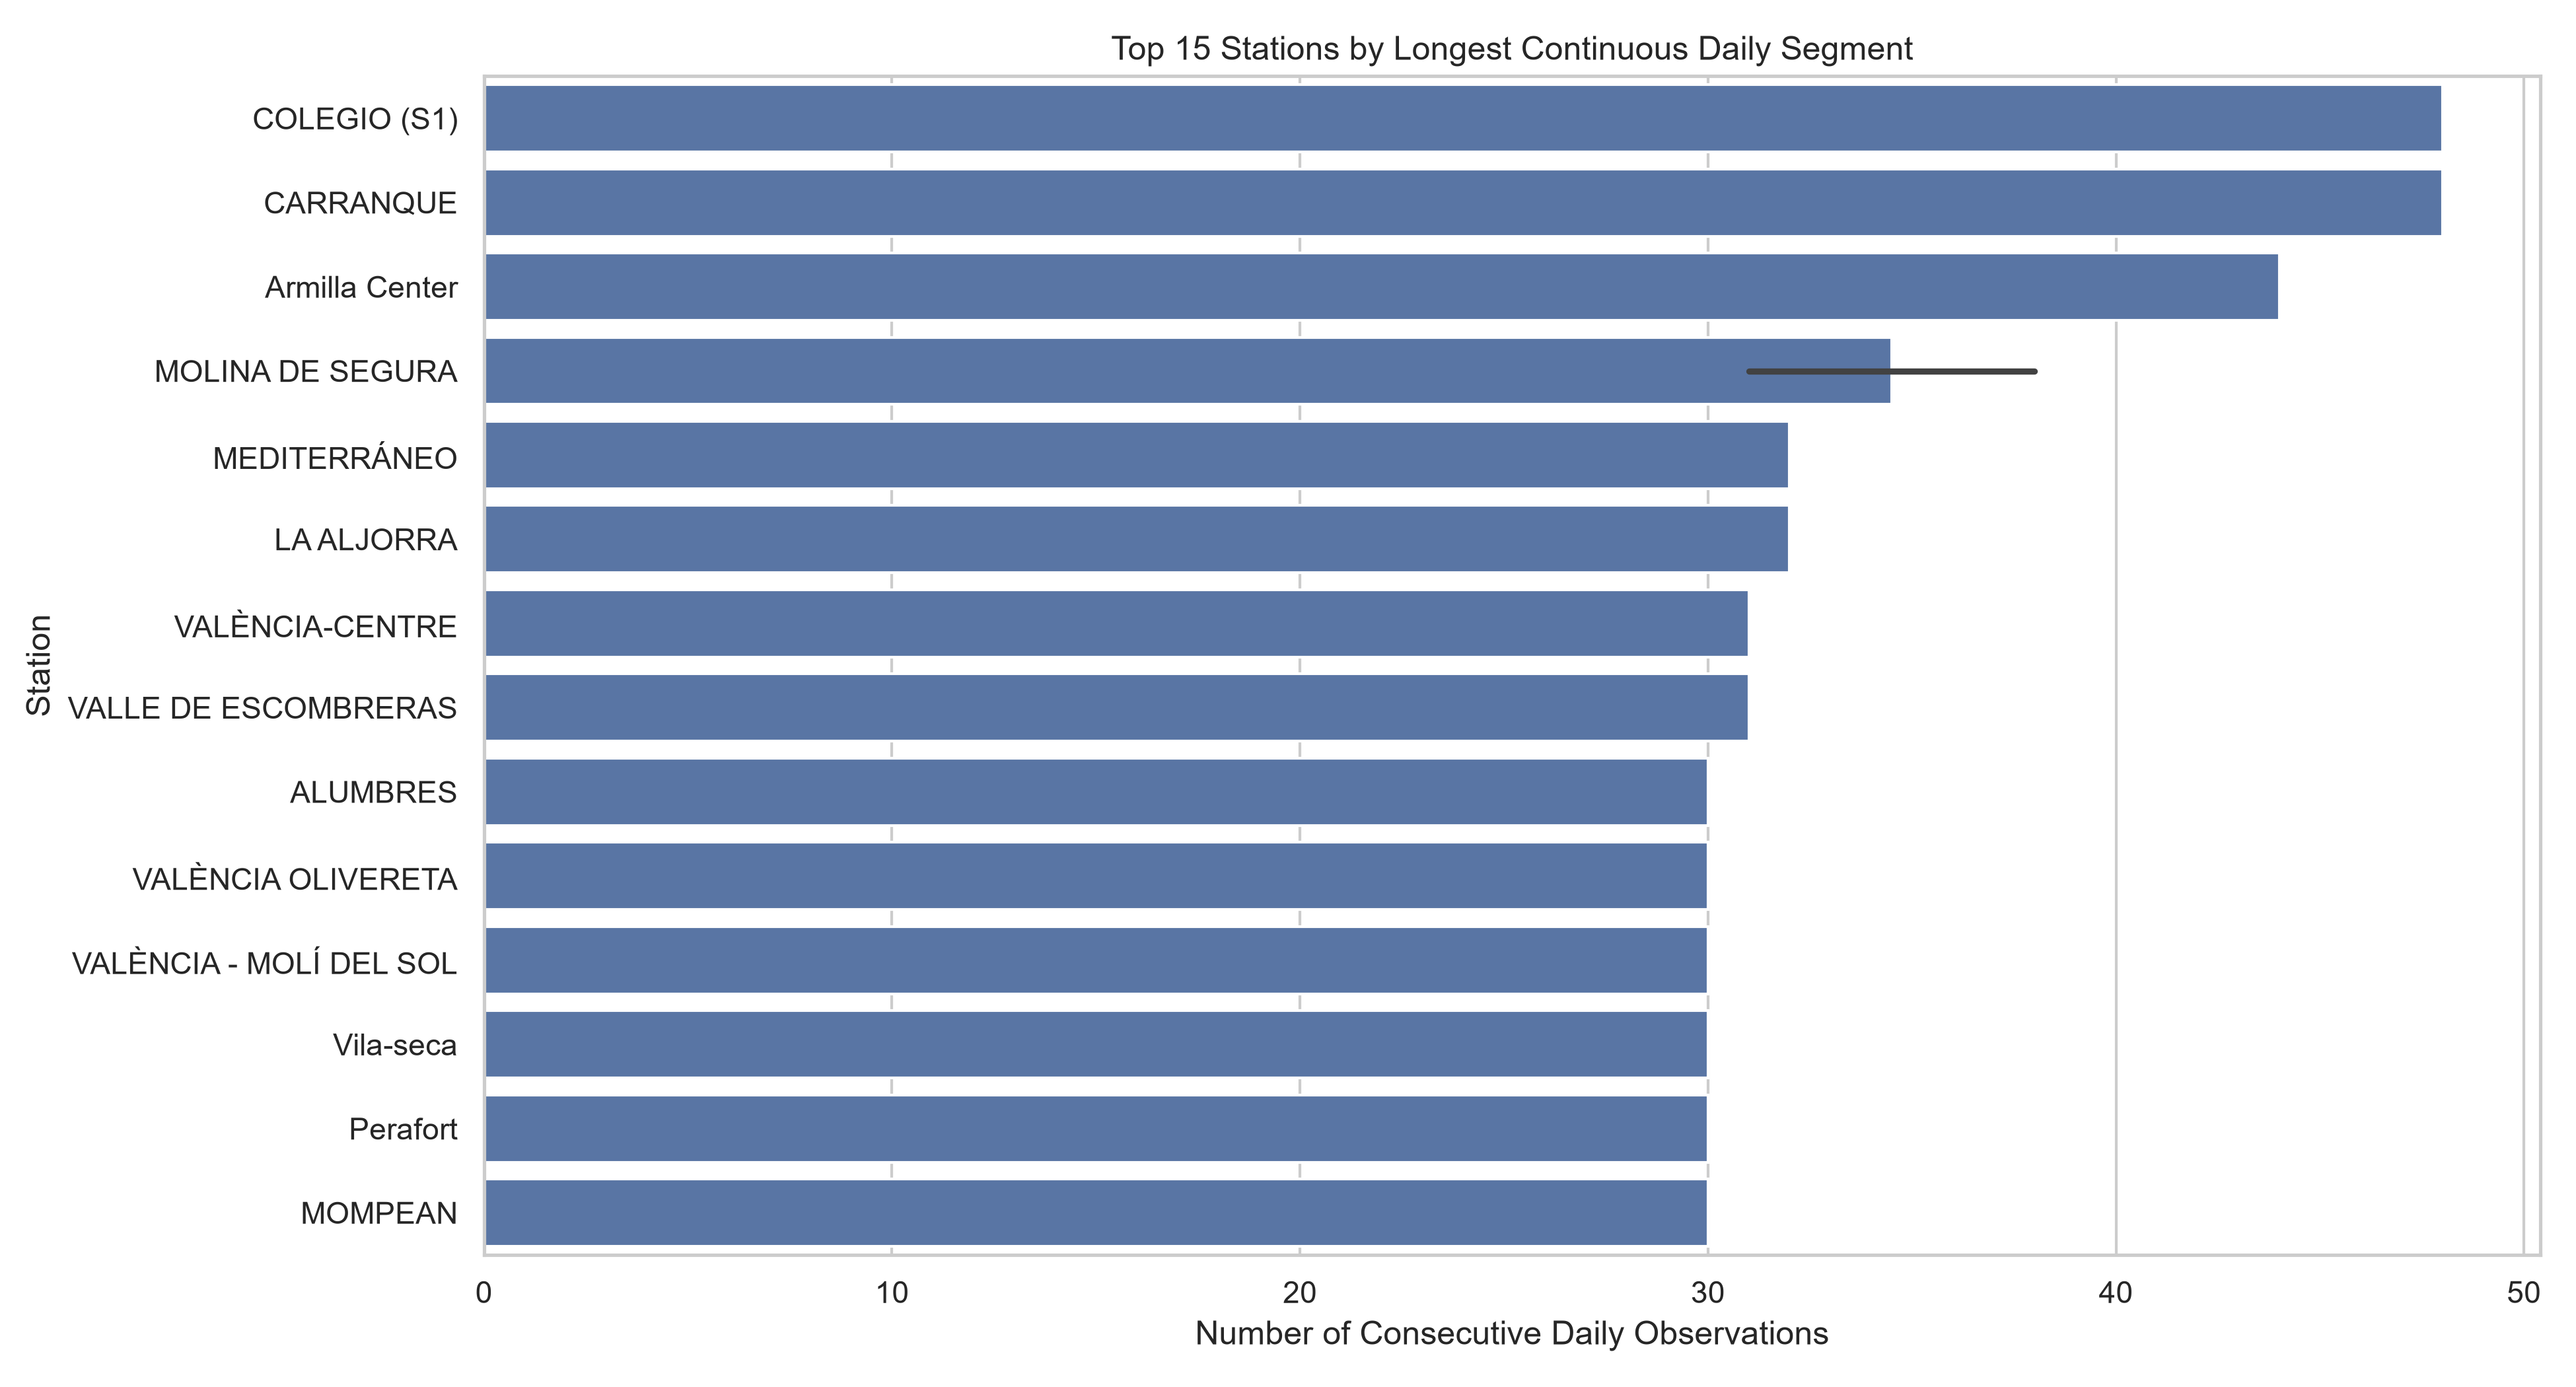 Top 15 Stations by Longest Continuous Daily Segment
Station
COLEGIO (S1)
CARRANQUE
Armilla Center
MOLINA DE SEGURA
MEDITERRÁNEO
LA ALJORRA
VALÈNCIA-CENTRE
VALLE DE ESCOMBRERAS
ALUMBRES
VALÈNCIA OLIVERETA
VALÈNCIA - MOLÍ DEL SOL
Vila-seca
Perafort
MOMPEAN
0 10 20 30 40 50
Number of Consecutive Daily Observations